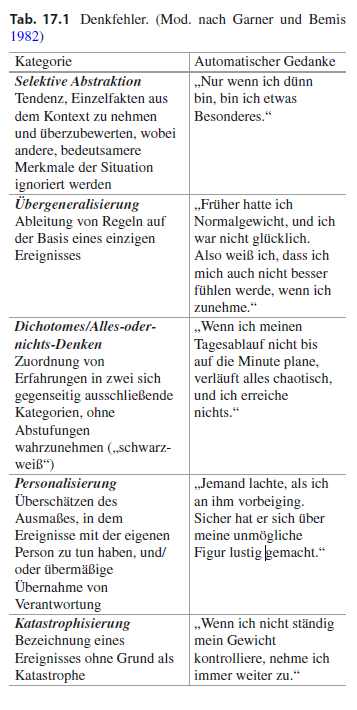 Tab. 17.1 Denkfehler. (Mod. nach Garner und Bemis
1982)
Kategorie
Automatischer Gedanke
Selektive Abstraktion
Tendenz, Einzelfakten aus
dem Kontext zu nehmen
und überzubewerten, wobei
andere, bedeutsamere
Merkmale der Situation
ignoriert werden
„Nur wenn ich dünn
bin, bin ich etwas
Besonderes.“
Übergeneralisierung
Ableitung von Regeln auf
der Basis eines einzigen
Ereignisses
„Früher hatte ich
Normalgewicht, und ich
war nicht glücklich.
Also weiß ich, dass ich
mich auch nicht besser
fühlen werde, wenn ich
zunehme.“
Dichotomes/Alles-oder-
nichts-Denken
Zuordnung von
Erfahrungen in zwei sich
gegenseitig ausschließende
Kategorien, ohne
Abstufungen
wahrzunehmen („schwarz-
weiß“)
„Wenn ich meinen
Tagesablauf nicht bis
auf die Minute plane,
verläuft alles chaotisch,
und ich erreiche
nichts.“
Personalisierung
Überschätzen des
Ausmaßes, in dem
Ereignisse mit der eigenen
Person zu tun haben, und/
oder übermäßige
Übernahme von
Verantwortung
„Jemand lachte, als ich
an ihm vorbeiging.
Sicher hat er sich über
meine unmögliche
Figur lustig gemacht.“
Katastrophisierung
Bezeichnung eines
Ereignisses ohne Grund als
Katastrophe
„Wenn ich nicht ständig
mein Gewicht
kontrolliere, nehme ich
immer weiter zu.“